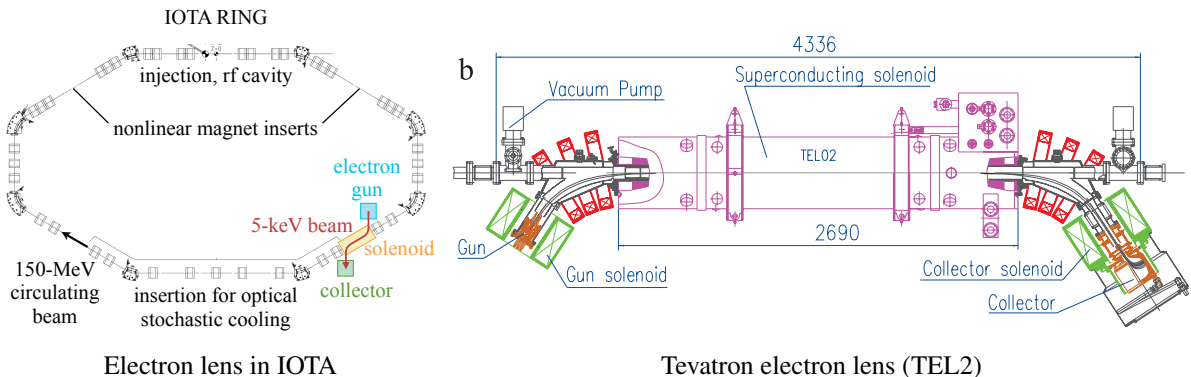 IOTA RING
z=0
injection, rf cavity
nonlinear magnet inserts
electron
gun
5-keV beam
solenoid
collector
150-MeV
circulating
beam
insertion for optical
stochastic cooling
Electron lens in IOTA
b
4336
Superconducting solenoid
Vacuum Pump
TEL02
2690
Gun
Gun solenoid
Collector solenoid
Collector
Tevatron electron lens (TEL2)